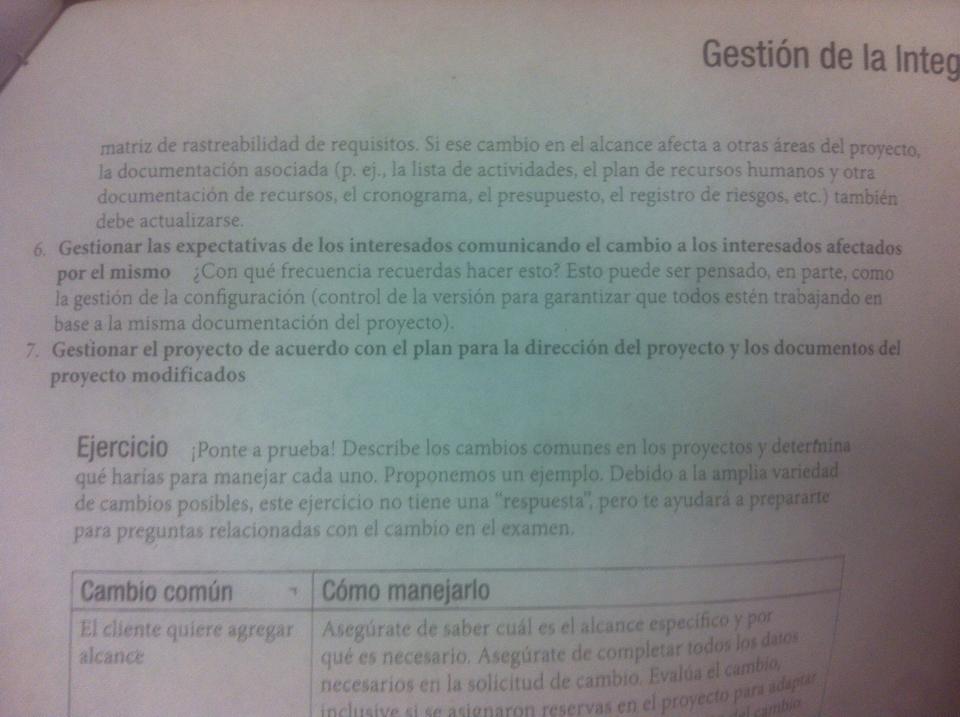 Gestión de la Integ
matriz de rastreabilidad de requisitos. Si ese cambio en el alcance afecta a otras áreas del proyecto,
la documentación asociada (p. ej., la lista de actividades, el plan de recursos humanos y otra
documentación de recursos, el cronograma, el presupuesto, el registro de riesgos, etc.) también
debe actualizarse.
6. Gestionar las expectativas de los interesados comunicando el cambio a los interesados afectados
por el mismo ¿Con qué frecuencia recuerdas hacer esto? Esto puede ser pensado, en parte, como
la gestión de la configuración (control de la versión para garantizar que todos estén trabajando en
base a la misma documentación del proyecto).
7. Gestionar el proyecto de acuerdo con el plan para la dirección del proyecto y los documentos del
proyecto modificados
Ejercicio ¡Ponte a prueba! Describe los cambios comunes en los proyectos y determina
qué harías para manejar cada uno. Proponemos un ejemplo. Debido a la amplia variedad
de cambios posibles, este ejercicio no tiene una “respuesta”, pero te ayudará a prepararte
para preguntas relacionadas con el cambio en el examen.
Cambio común
Cómo manejarlo
El cliente quiere agregar
alcance
Asegúrate de saber cuál es el alcance específico y por
qué es necesario. Asegúrate de completar todos los datos
necesarios en la solicitud de cambio. Evalúa el cambio,
inclusive si se asignaron reservas en el proyecto para adaptar
del cambio